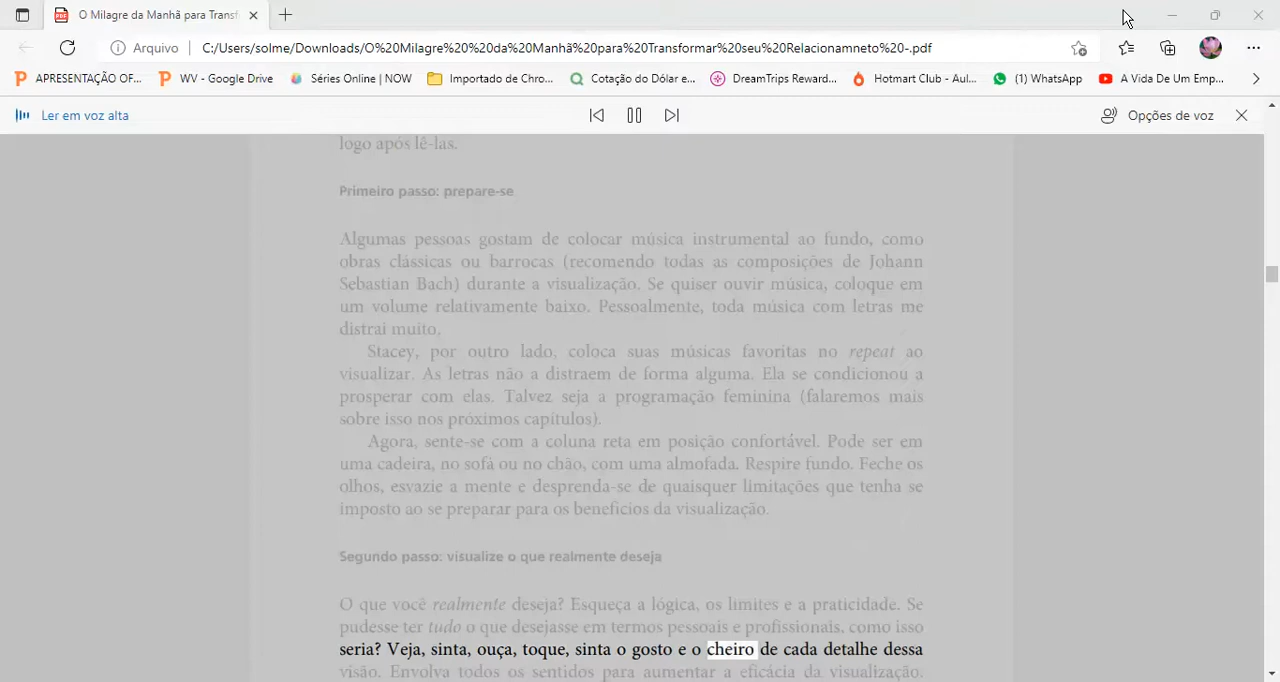 O Milagre da Manhã para Transf
Arquivo
C:/Users/solme/Downloads/O%20Milagre%20%20da%20Manhã%20para%20Transformar%20seu%20Relacionamneto%20-.pdf
APRESENTAÇÃO OF...
WV - Google Drive
Séries Online | NOW
Importado de Chro...
Cotação do Dólar e...
DreamTrips Reward...
Hotmart Club - Aul...
(1) WhatsApp
A Vida De Um Emp...
Ler em voz alta
Opções de voz
logo após lê-las.
Primeiro passo: prepare-se
Algumas pessoas gostam de colocar música instrumental ao fundo, como
obras clássicas ou barrocas (recomendo todas as composições de Johann
Sebastian Bach) durante a visualização. Se quiser ouvir música, coloque em
um volume relativamente baixo. Pessoalmente, toda música com letras me
distrai muito.
Stacey, por outro lado, coloca suas músicas favoritas no repeat ao
visualizar. As letras não a distraem de forma alguma. Ela se condicionou a
prosperar com elas. Talvez seja a programação feminina (falaremos mais
sobre isso nos próximos capítulos).
Agora, sente-se com a coluna reta em posição confortável. Pode ser em
uma cadeira, no sofá ou no chão, com uma almofada. Respire fundo. Feche os
olhos, esvazie a mente e desprenda-se de quaisquer limitações que tenha se
imposto ao se preparar para os benefícios da visualização.
Segundo passo: visualize o que realmente deseja
O que você realmente deseja? Esqueça a lógica, os limites e a praticidade. Se
pudesse ter tudo o que desejasse em termos pessoais e profissionais, como isso
seria? Veja, sinta, ouça, toque, sinta o gosto e o cheiro de cada detalhe dessa
visão. Envolva todos os sentidos para aumentar a eficácia da visualização.